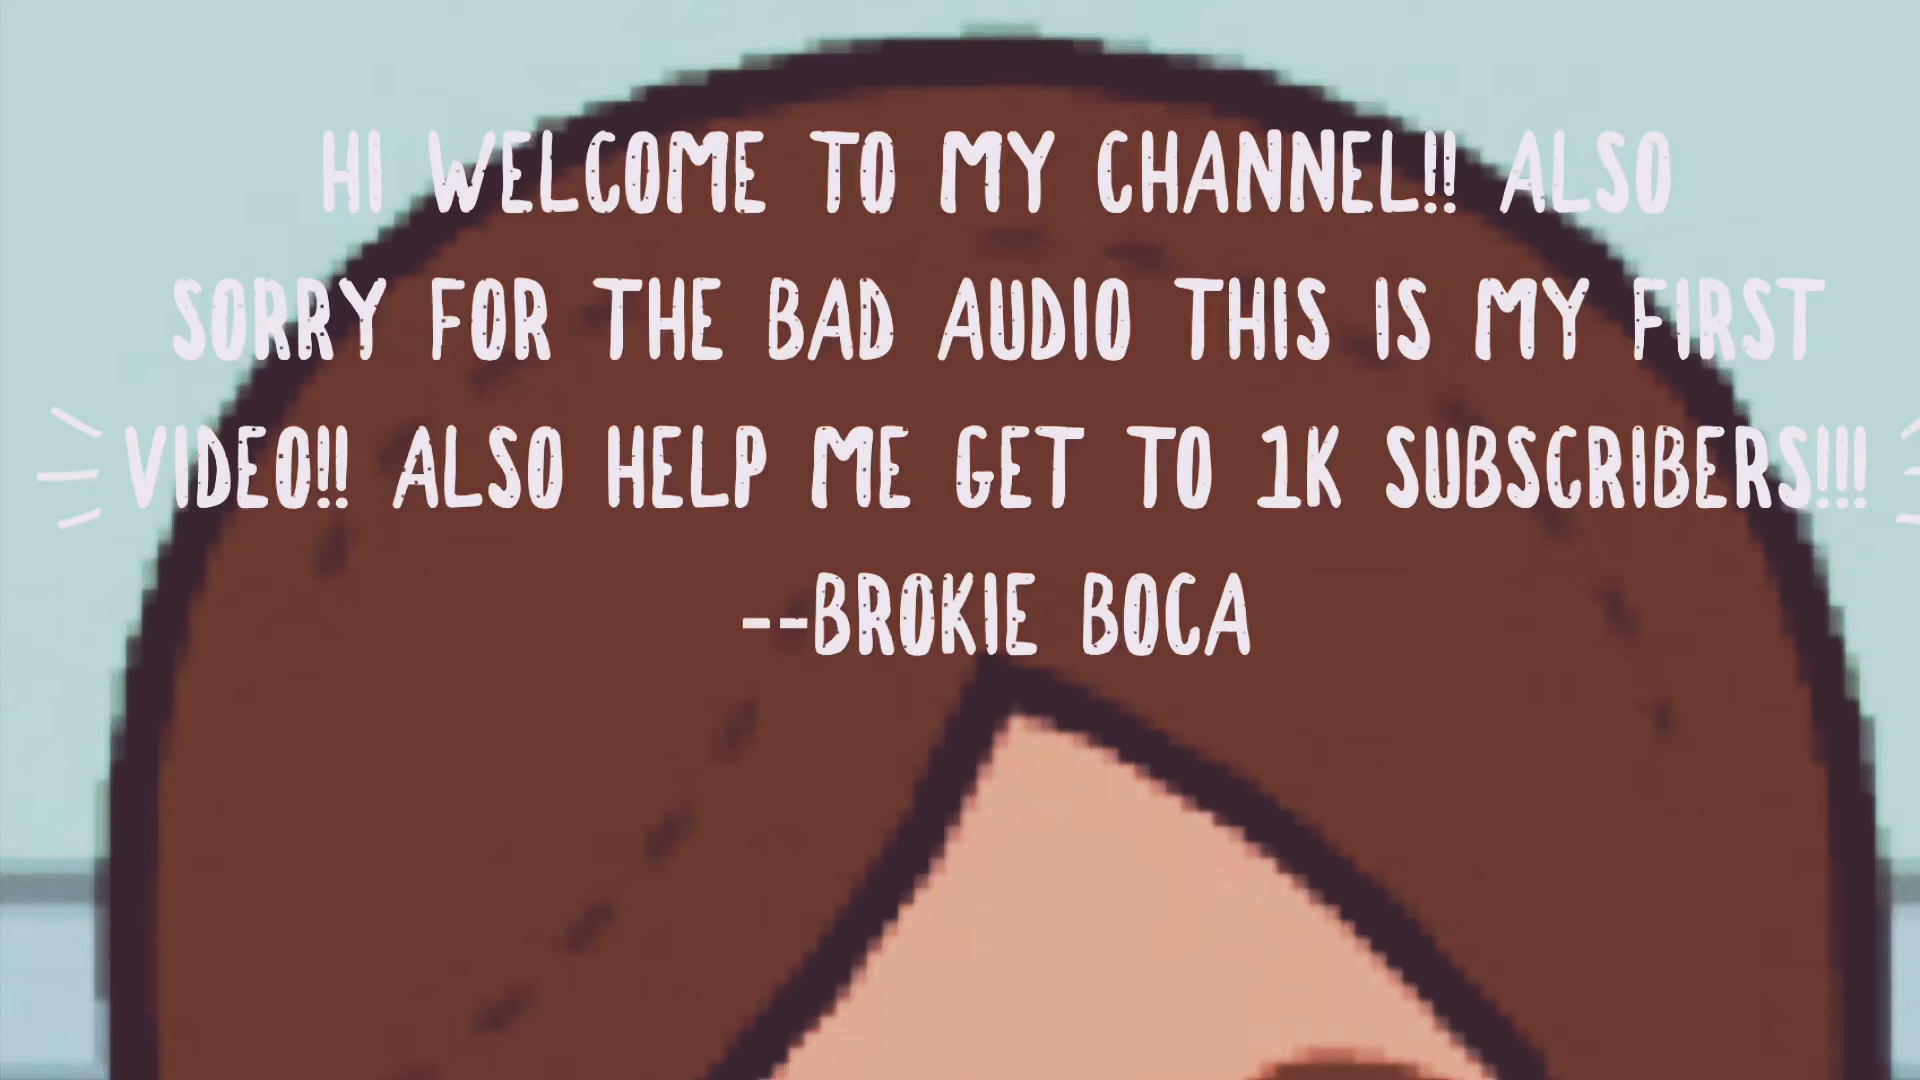 HI WELCOME TO MY CHANNEL!! ALSO
SORRY FOR THE BAD AUDIO THIS IS MY FIRST
VIDEO!! ALSO HELP ME GET TO 1K SUBSCRIBERS!!!
--BROKIE BOCA